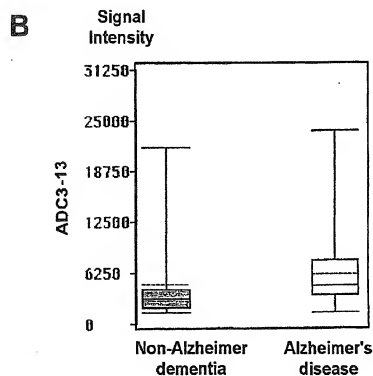 B
Signal
Intensity
31250
25000
18750
12500
6250
0
ADC3-13
Non-Alzheimer
dementia
Alzheimer's
disease